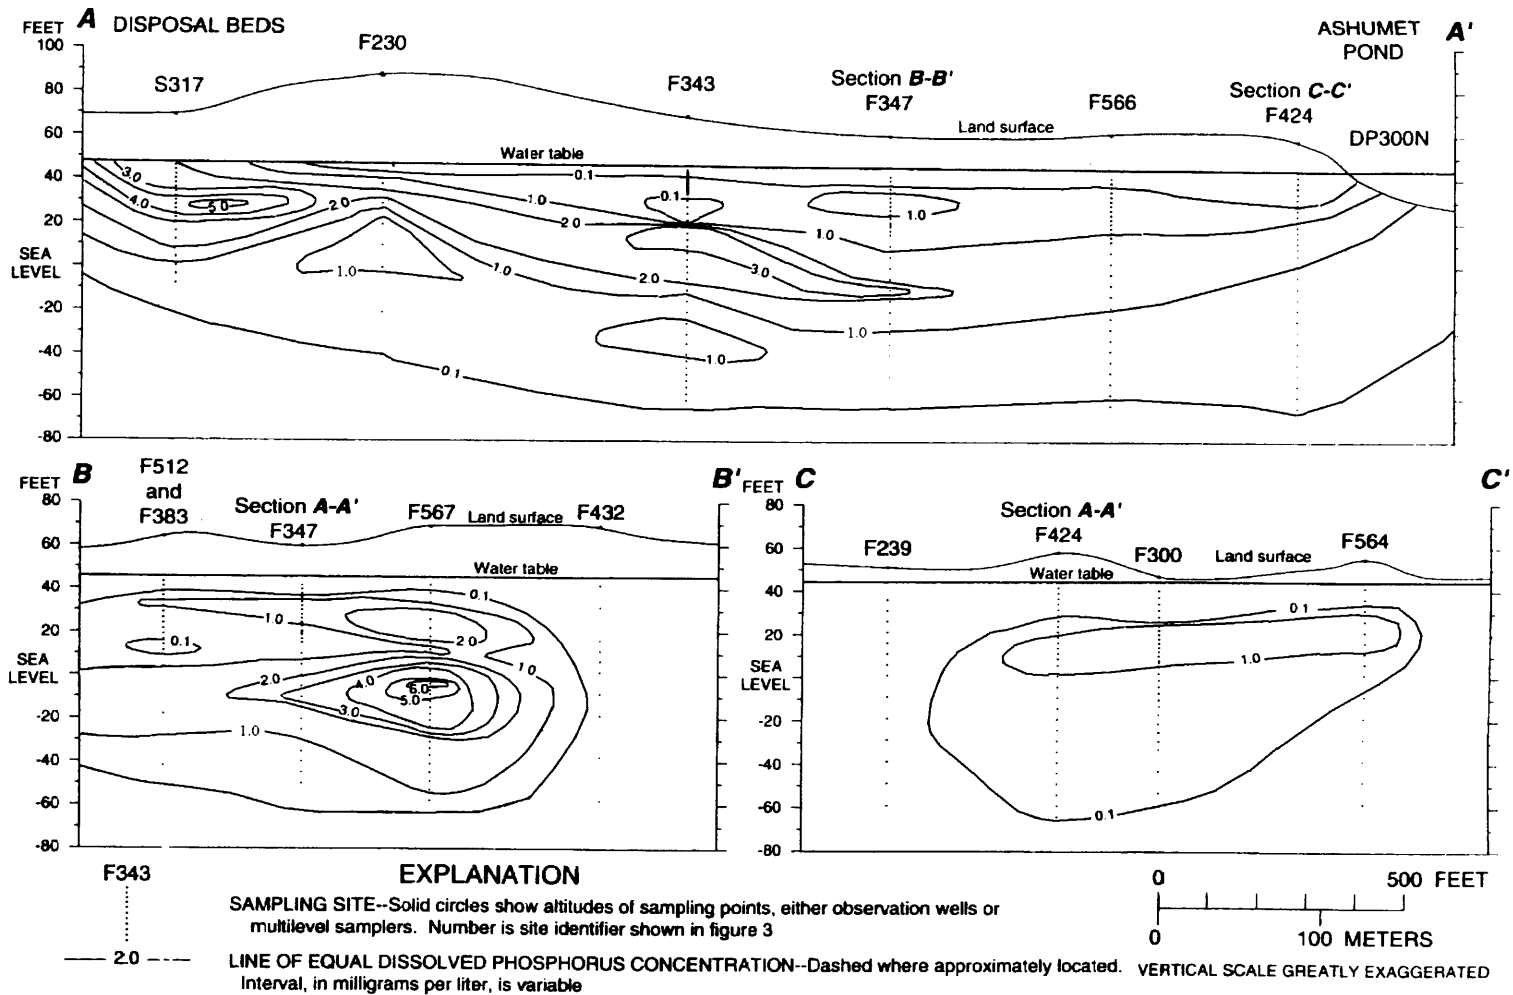 FEET A DISPOSAL BEDS
ASHUMET POND A'
100
80
60
40
20
SEA LEVEL
-20
-40
-60
-80
S317
F230
F343
Section B-B'
F347
F566
Section C-C'
F424
DP300N
Land surface
Water table
3.0
4.0
5.0
2.0
1.0
0.1
1.0
2.0
0.1
1.0
1.0
1.0
2.0
3.0
1.0
1.0
0.1
FEET B
B'
80
60
40
20
SEA LEVEL
-20
-40
-60
-80
F512
and
F383
Section A-A'
F347
F567
Land surface
F432
Water table
0.1
1.0
0.1
2.0
1.0
2.0
4.0
6.0
5.0
3.0
1.0
FEET C
C'
80
60
40
20
SEA LEVEL
-20
-40
-60
-80
F239
Section A-A'
F424
F300
Land surface
F564
Water table
0.1
1.0
0.1
F343
EXPLANATION
SAMPLING SITE--Solid circles show altitudes of sampling points, either observation wells or
multilevel samplers. Number is site identifier shown in figure 3
2.0
LINE OF EQUAL DISSOLVED PHOSPHORUS CONCENTRATION--Dashed where approximately located.
Interval, in milligrams per liter, is variable
0 500 FEET
0 100 METERS
VERTICAL SCALE GREATLY EXAGGERATED